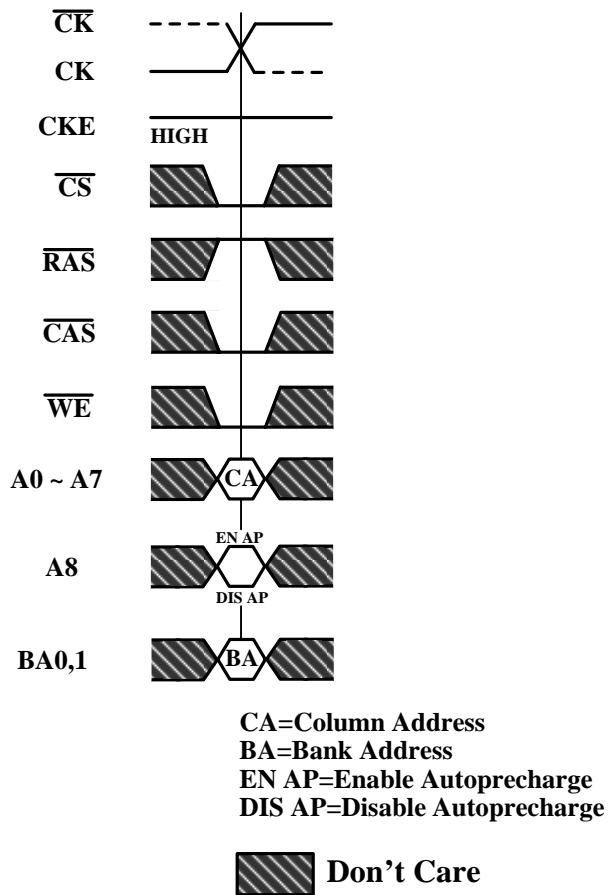 CK
CK
CKE
HIGH
CS
RAS
CAS
WE
A0 ~ A7
CA
EN AP
A8
DIS AP
BA0,1
BA
CA=Column Address
BA=Bank Address
EN AP=Enable Autoprecharge
DIS AP=Disable Autoprecharge
Don't Care